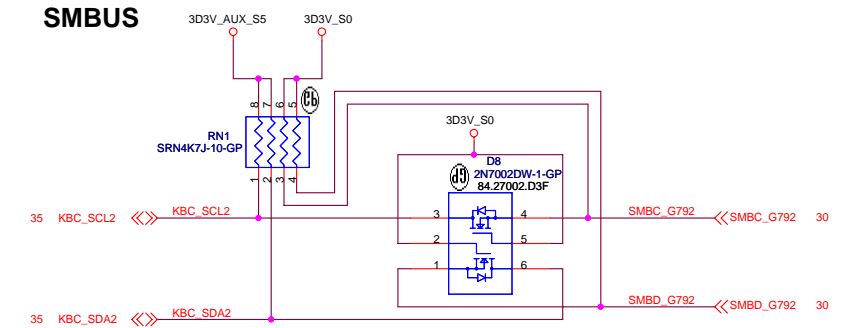 SMBUS
3D3V_AUX_S5
3D3V_S0
8 7 6 5
RN1
SRN4K7J-10-GP
1 2 3 4
3D3V_S0
D8
2N7002DW-1-GP
84.27002.D3F
35 KBC_SCL2 KBC_SCL2
3 4
SMBC_G792 SMBC_G792 30
2 5
1 6
SMBD_G792 SMBD_G792 30
35 KBC_SDA2 KBC_SDA2